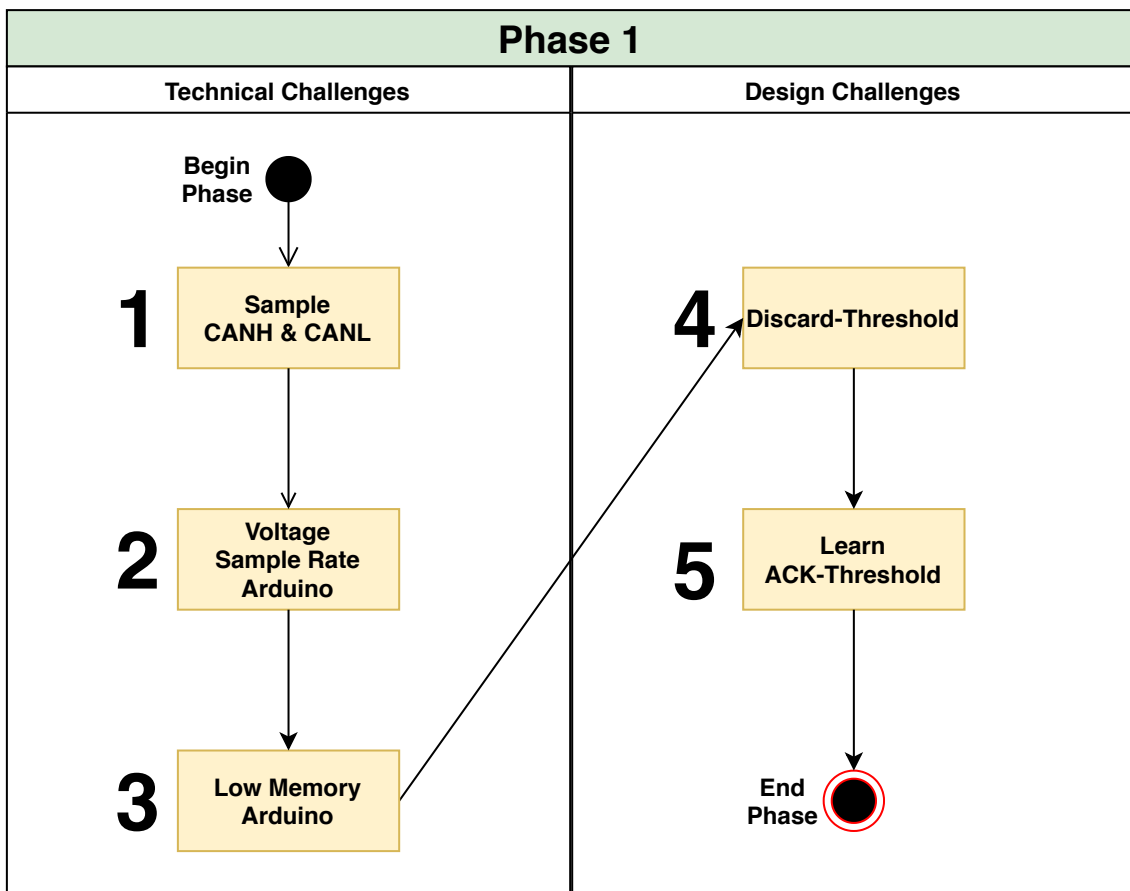 Phase 1
Technical Challenges
Design Challenges
Begin
Phase
1
Sample
CANH & CANL
2
Voltage
Sample Rate
Arduino
3
Low Memory
Arduino
4
Discard-Threshold
5
Learn
ACK-Threshold
End
Phase